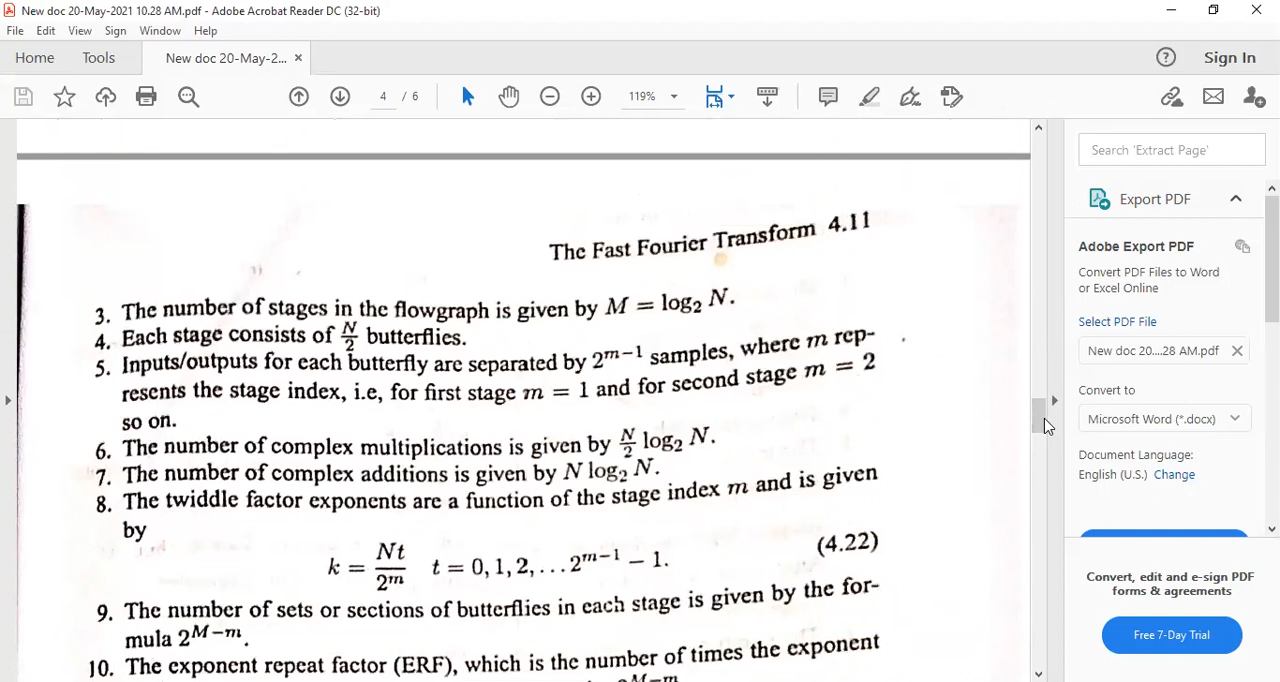 New doc 20-May-2021 10.28 AM.pdf - Adobe Acrobat Reader DC (32-bit)
File Edit View Sign Window Help
Home Tools New doc 20-May-2... × Sign In
4 / 6 119%
Search 'Extract Page'
Export PDF
Adobe Export PDF
Convert PDF Files to Word
or Excel Online
Select PDF File
New doc 20....28 AM.pdf
Convert to
Microsoft Word (*.docx)
Document Language:
English (U.S.) Change
Convert, edit and e-sign PDF
forms & agreements
Free 7-Day Trial
The Fast Fourier Transform 4.11
3. The number of stages in the flowgraph is given by M = log₂ N.
4. Each stage consists of N/2 butterflies.
5. Inputs/outputs for each butterfly are separated by 2^{m−1} samples, where m rep-
resents the stage index, i.e, for first stage m = 1 and for second stage m = 2
so on.
6. The number of complex multiplications is given by N/2 log₂ N.
7. The number of complex additions is given by N log₂ N.
8. The twiddle factor exponents are a function of the stage index m and is given
by
k = Nt/2^m t = 0, 1, 2, ... 2^{m−1} − 1. (4.22)
9. The number of sets or sections of butterflies in each stage is given by the for-
mula 2^{M−m}.
10. The exponent repeat factor (ERF), which is the number of times the exponent
2^{M−m}